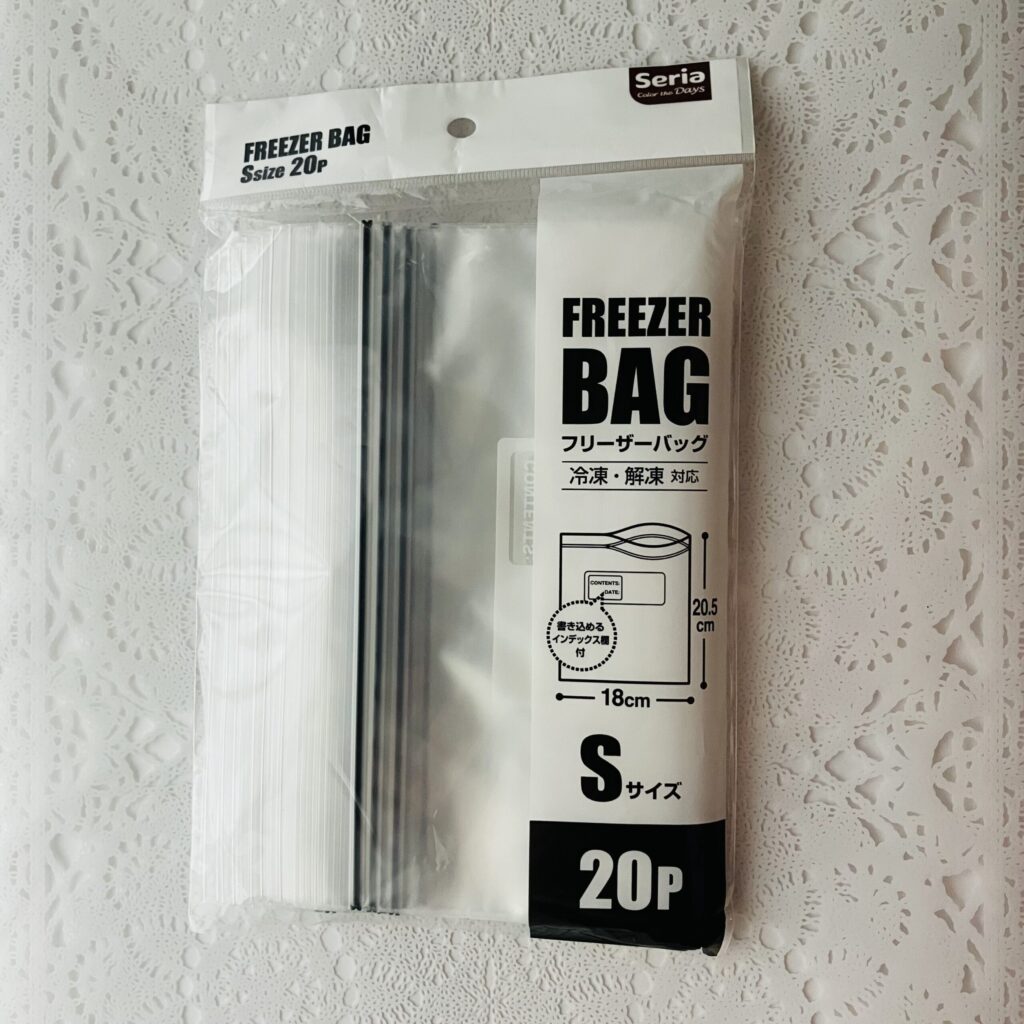 Seria
Color the Days
FREEZER BAG
Ssize 20P
FREEZER
BAG
フリーザーバッグ
冷凍・解凍 対応
CONTENTS:
CONTENTS:
DATE:
書き込める
インデックス欄
付
20.5
cm
18cm
Sサイズ
20P